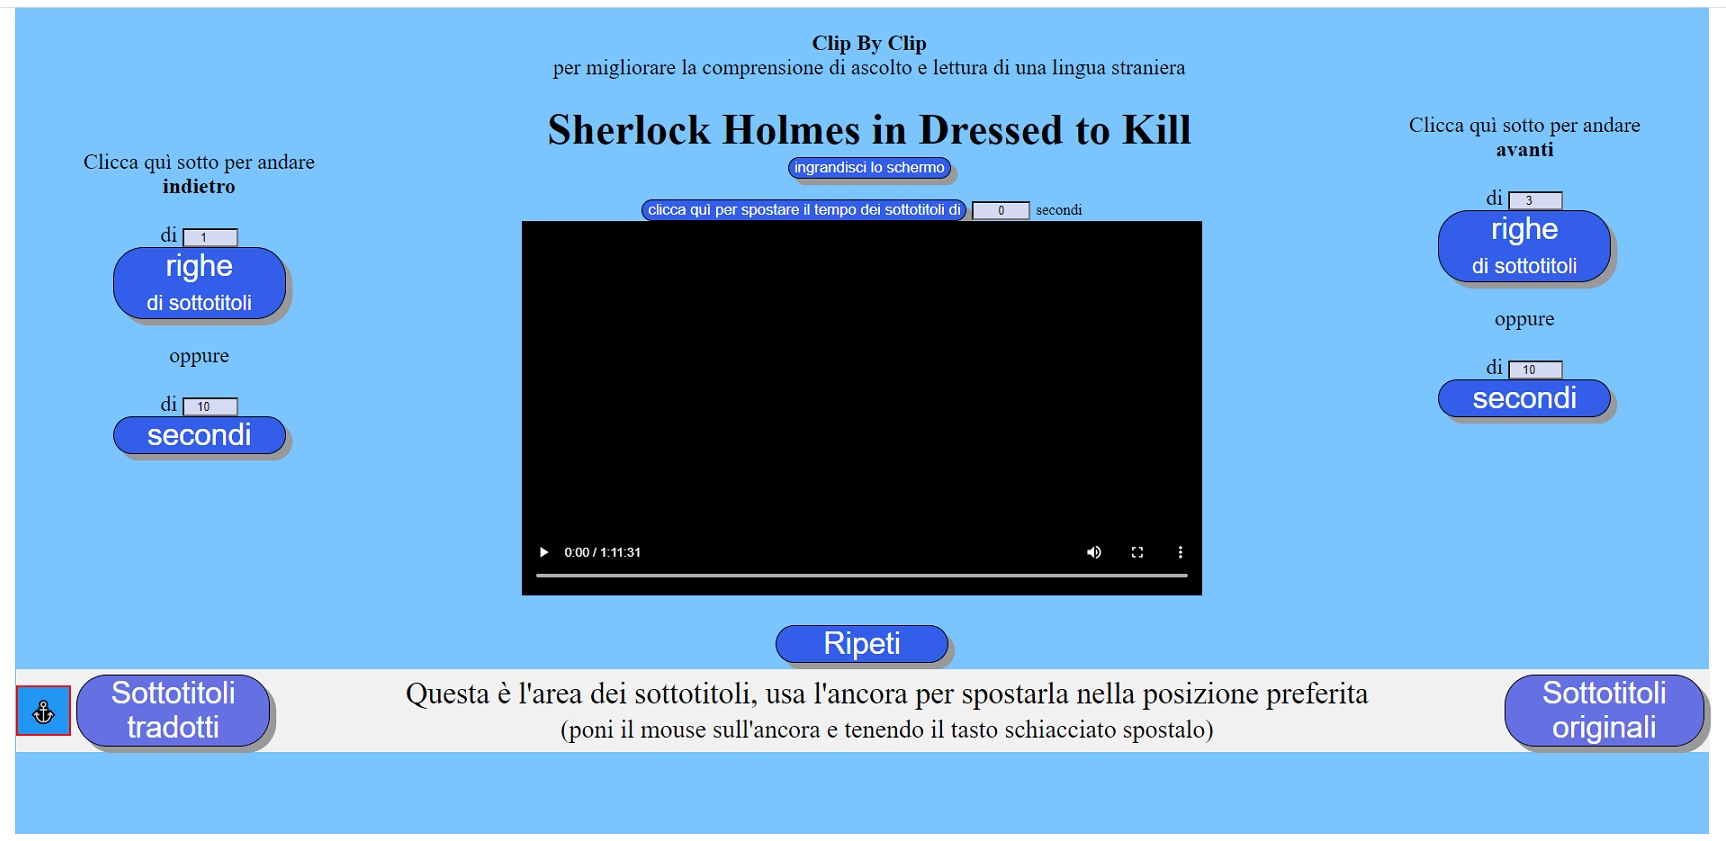 Clip By Clip
per migliorare la comprensione di ascolto e lettura di una lingua straniera
Sherlock Holmes in Dressed to Kill
ingrandisci lo schermo
clicca quì per spostare il tempo dei sottotitoli di 0 secondi
Clicca quì sotto per andare
indietro
di 1
righe
di sottotitoli
oppure
di 10
secondi
Clicca quì sotto per andare
avanti
di 3
righe
di sottotitoli
oppure
di 10
secondi
0:00 / 1:11:31
Ripeti
Sottotitoli
tradotti
Questa è l'area dei sottotitoli, usa l'ancora per spostarla nella posizione preferita
(poni il mouse sull'ancora e tenendo il tasto schiacciato spostalo)
Sottotitoli
originali